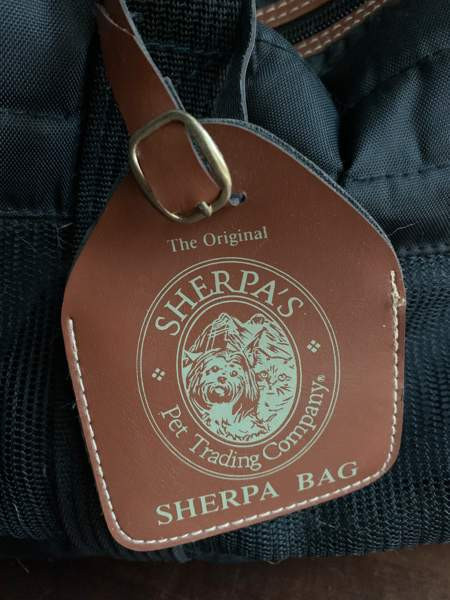 The Original
SHERPA'S
Pet Trading Company®
SHERPA BAG